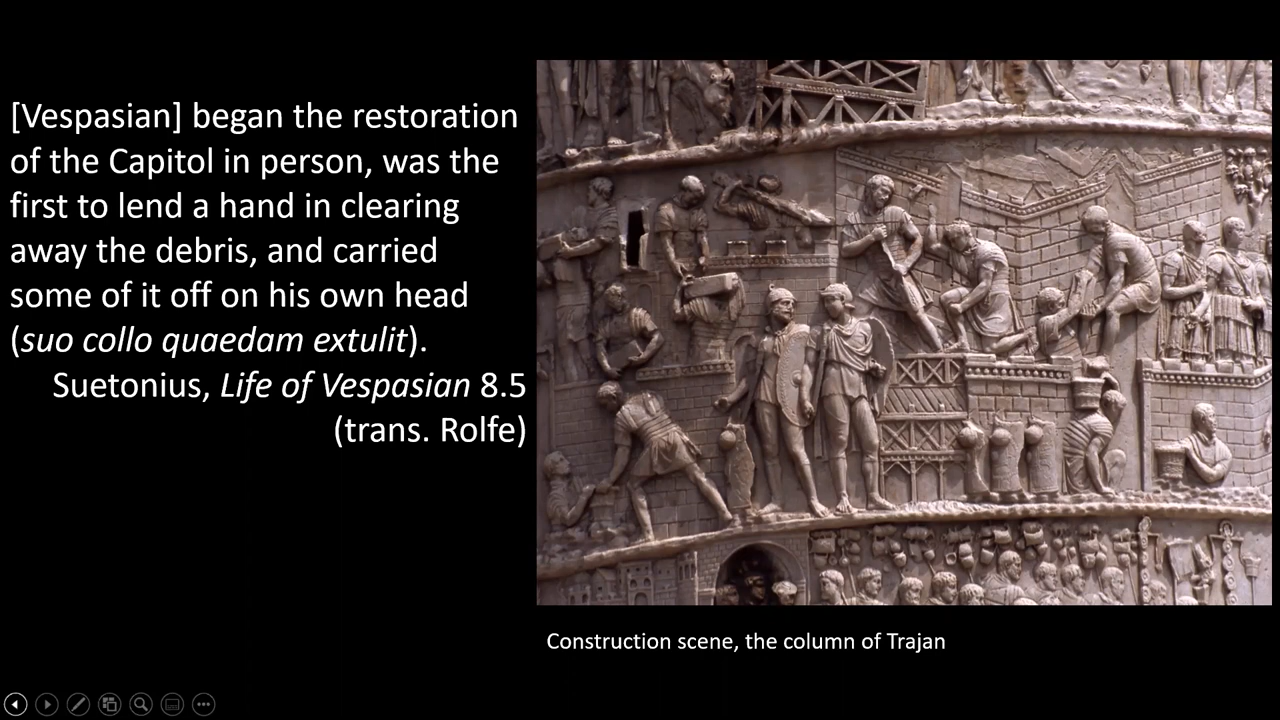 [Vespasian] began the restoration
of the Capitol in person, was the
first to lend a hand in clearing
away the debris, and carried
some of it off on his own head
(suo collo quaedam extulit).
Suetonius, Life of Vespasian 8.5
(trans. Rolfe)
Construction scene, the column of Trajan